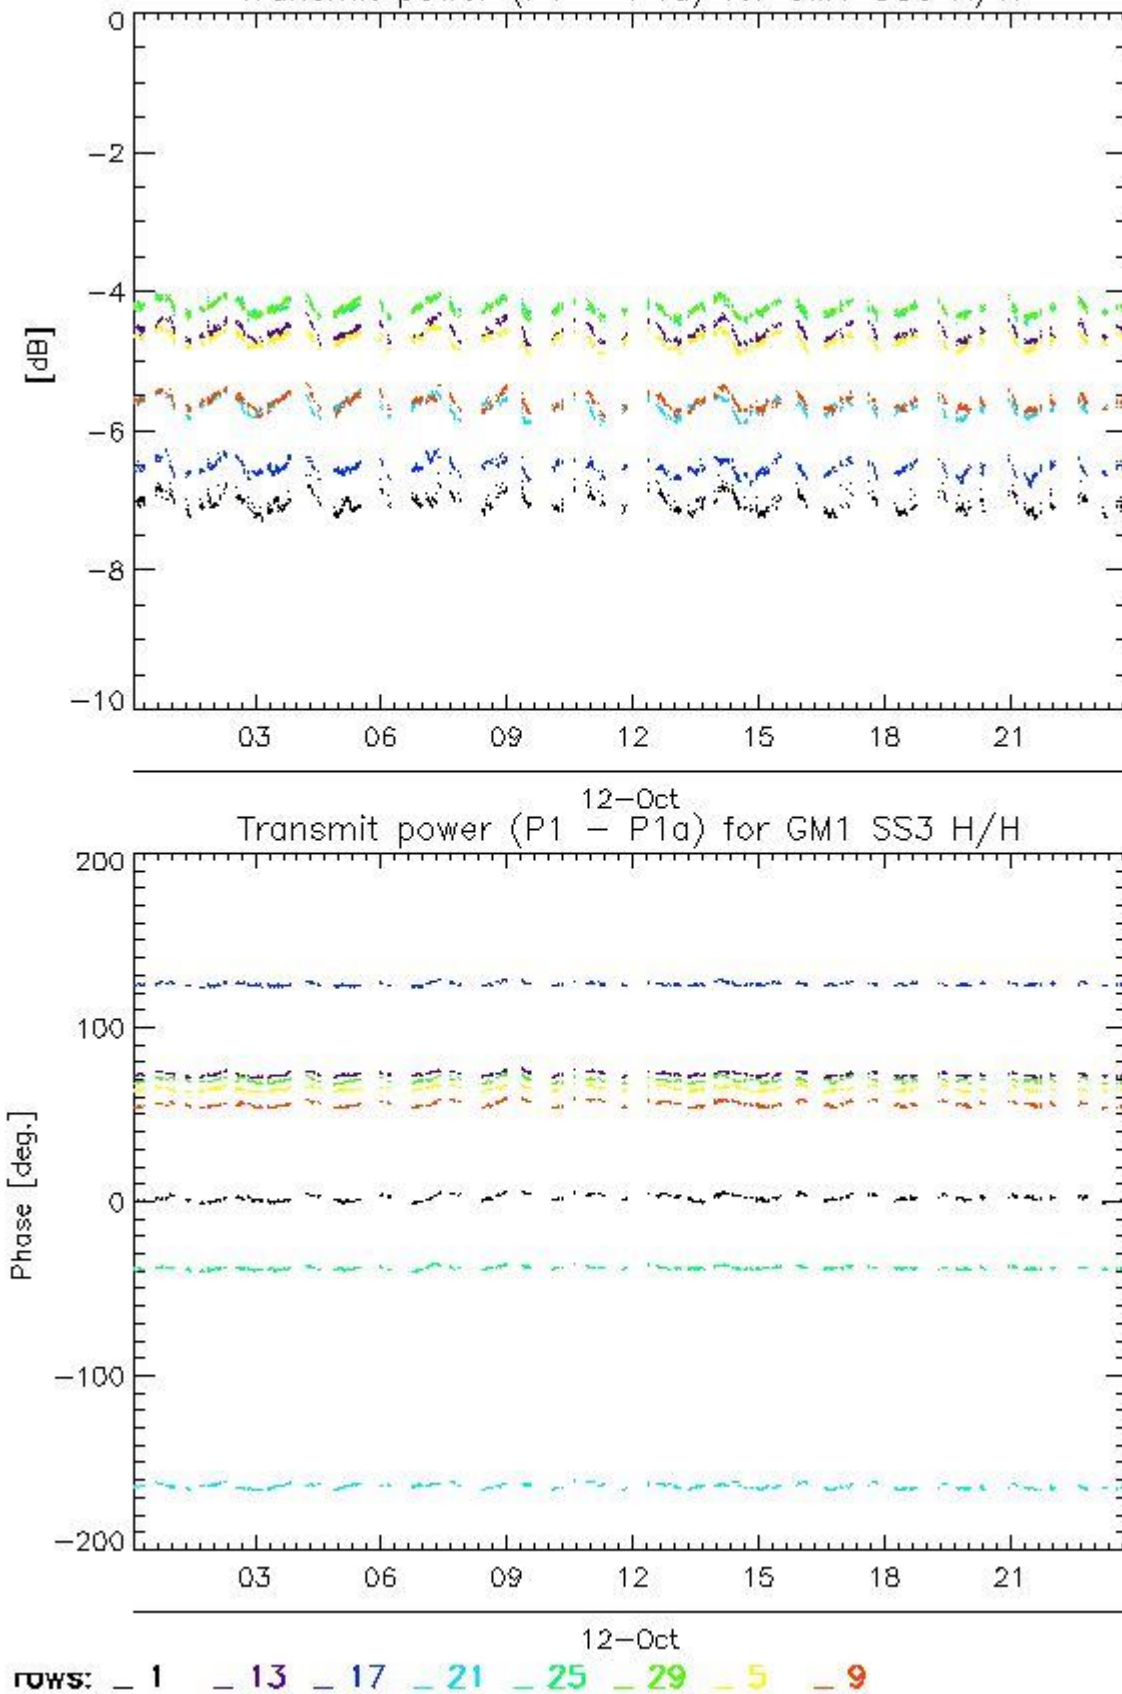 0
-2
-4
[dB]
-6
-8
-10
03 06 09 12 15 18 21
12-Oct
Transmit power (P1 - P1a) for GM1 SS3 H/H
200
100
Phase [deg.]
0
-100
-200
03 06 09 12 15 18 21
12-Oct
rows: _ 1 _ 13 _ 17 _ 21 _ 25 _ 29 _ 5 _ 9